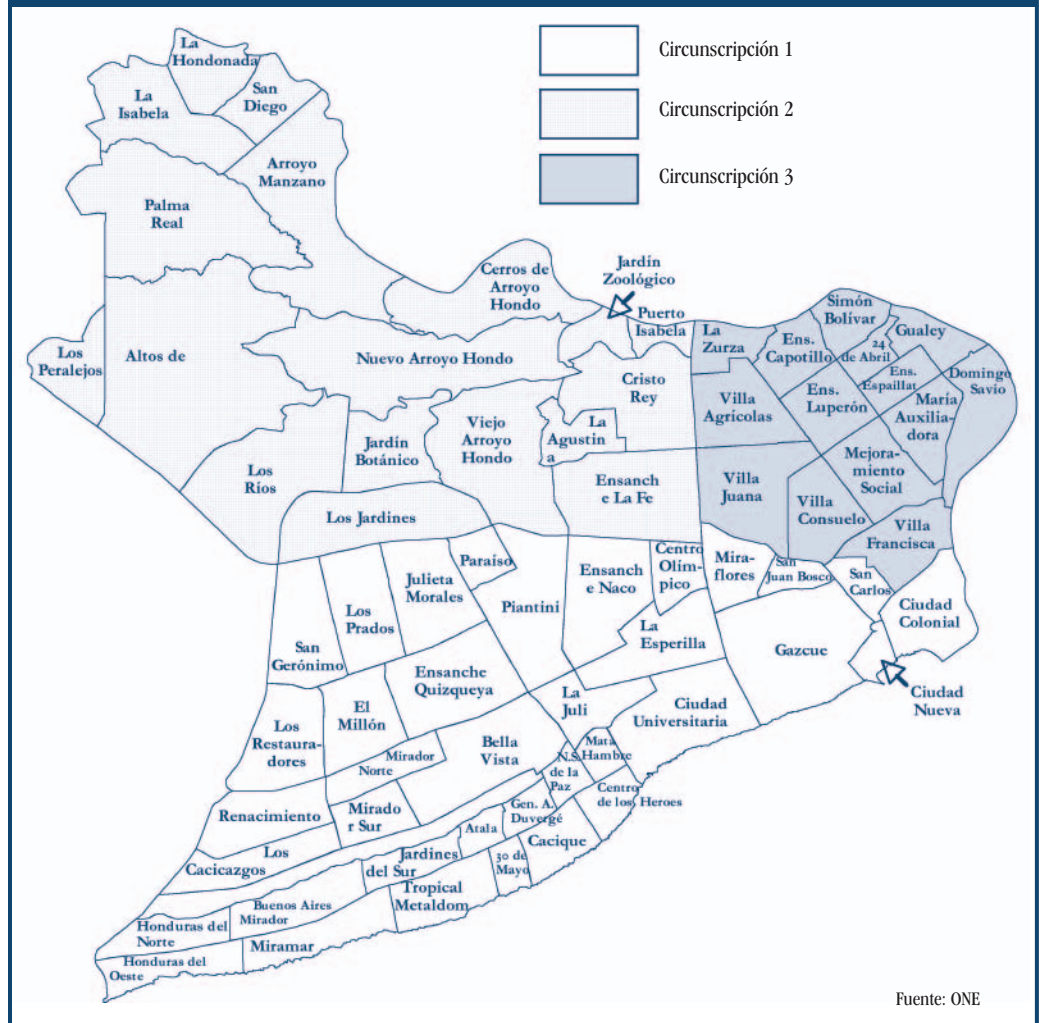 La
Hondonada
La
Isabela
San
Diego
Arroyo
Manzano
Palma
Real
Circunscripción 1
Circunscripción 2
Circunscripción 3
Cerros de
Arroyo
Hondo
Jardín
Zoológico
Puerto
Isabela
Los
Peralejos
Altos de
Nuevo Arroyo Hondo
Cristo
Rey
La
Zurza
Ens.
Capotillo
Simón
Bolívar
24
de Abril
Gualey
Ens.
Espaillat
Domingo
Savio
Villa
Agrícolas
Ens.
Luperón
María
Auxilia-
dora
Los
Ríos
Jardín
Botánico
Viejo
Arroyo
Hondo
La
Agustin
a
Ensanch
e La Fe
Villa
Juana
Mejora-
miento
Social
Villa
Consuelo
Villa
Francisca
Los Jardines
San
Gerónimo
Los
Prados
Julieta
Morales
Paraíso
Piantini
Ensanch
e Naco
Centro
Olím-
pico
Mira-
flores
San
Juan Bosco
San
Carlos
Ciudad
Colonial
La
Esperilla
Gazcue
Ciudad
Nueva
Ensanche
Quizqueya
El
Millón
Los
Restaura-
dores
La
Juli
Ciudad
Universitaria
Mirador
Norte
Bella
Vista
N.S.
de la
Paz
Mata
Hambre
Centro
de los Heroes
Renacimiento
Mirado
r Sur
Gen. A.
Duvergé
Atala
Cacique
Los
Cacicazgos
Jardines
del Sur
30 de
Mayo
Tropical
Metaldom
Buenos Aires
Mirador
Honduras del
Norte
Miramar
Honduras del
Oeste
Fuente: ONE